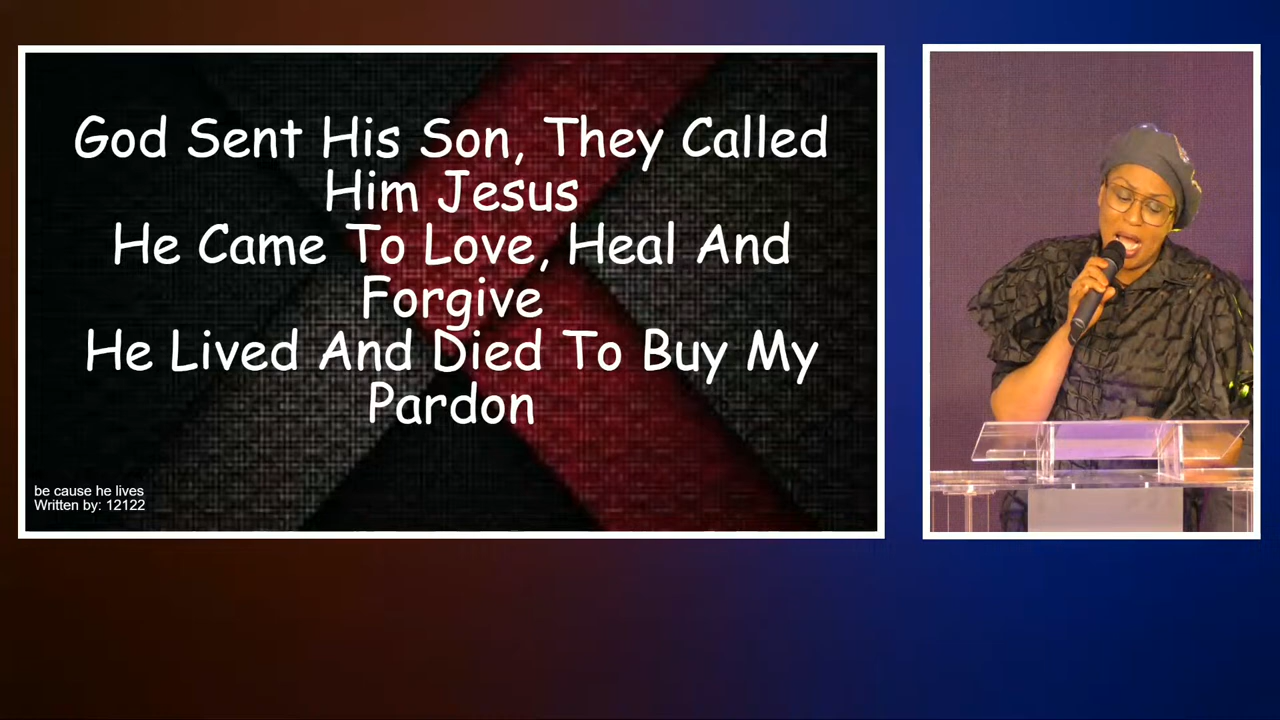 God Sent His Son, They Called
Him Jesus
He Came To Love, Heal And
Forgive
He Lived And Died To Buy My
Pardon
be cause he lives
Written by: 12122